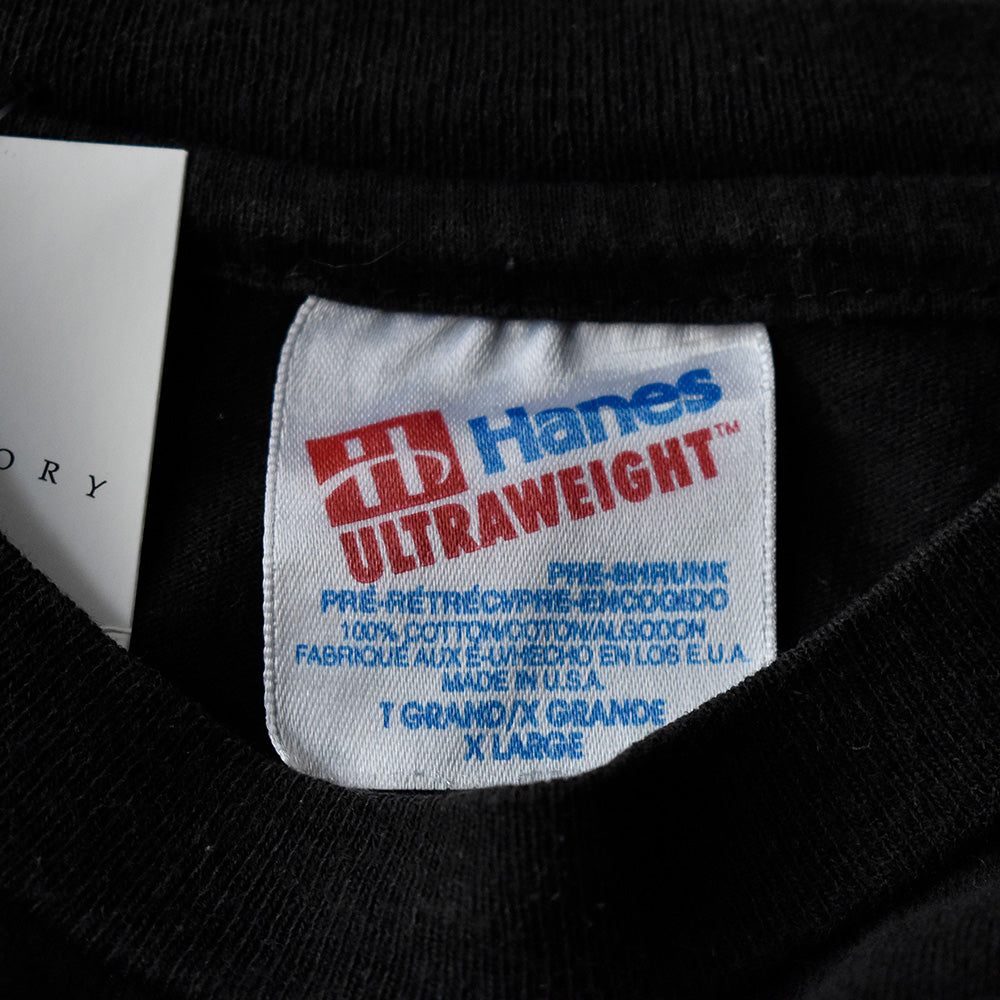 ORY
Hanes
ULTRAWEIGHT™
PRE-SHRUNK
PRÉ-RÉTRÉCI/PRE-ENCOGIDO
100% COTTON/COTON/ALGODON
FABRIQUÉ AUX É-U/HECHO EN LOS E.U.A
MADE IN U.S.A
T GRAND/X GRANDE
X LARGE